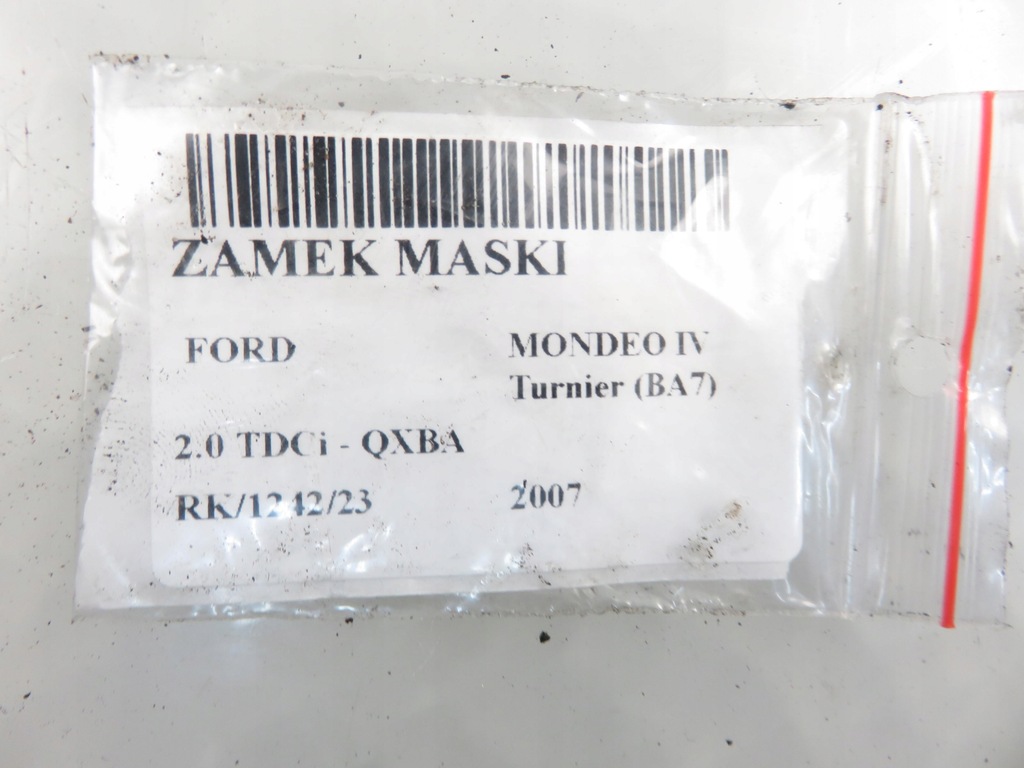 ZAMEK MASKI
FORD MONDEO IV
Turnier (BA7)
2.0 TDCi - QXBA
RK/1242/23 2007